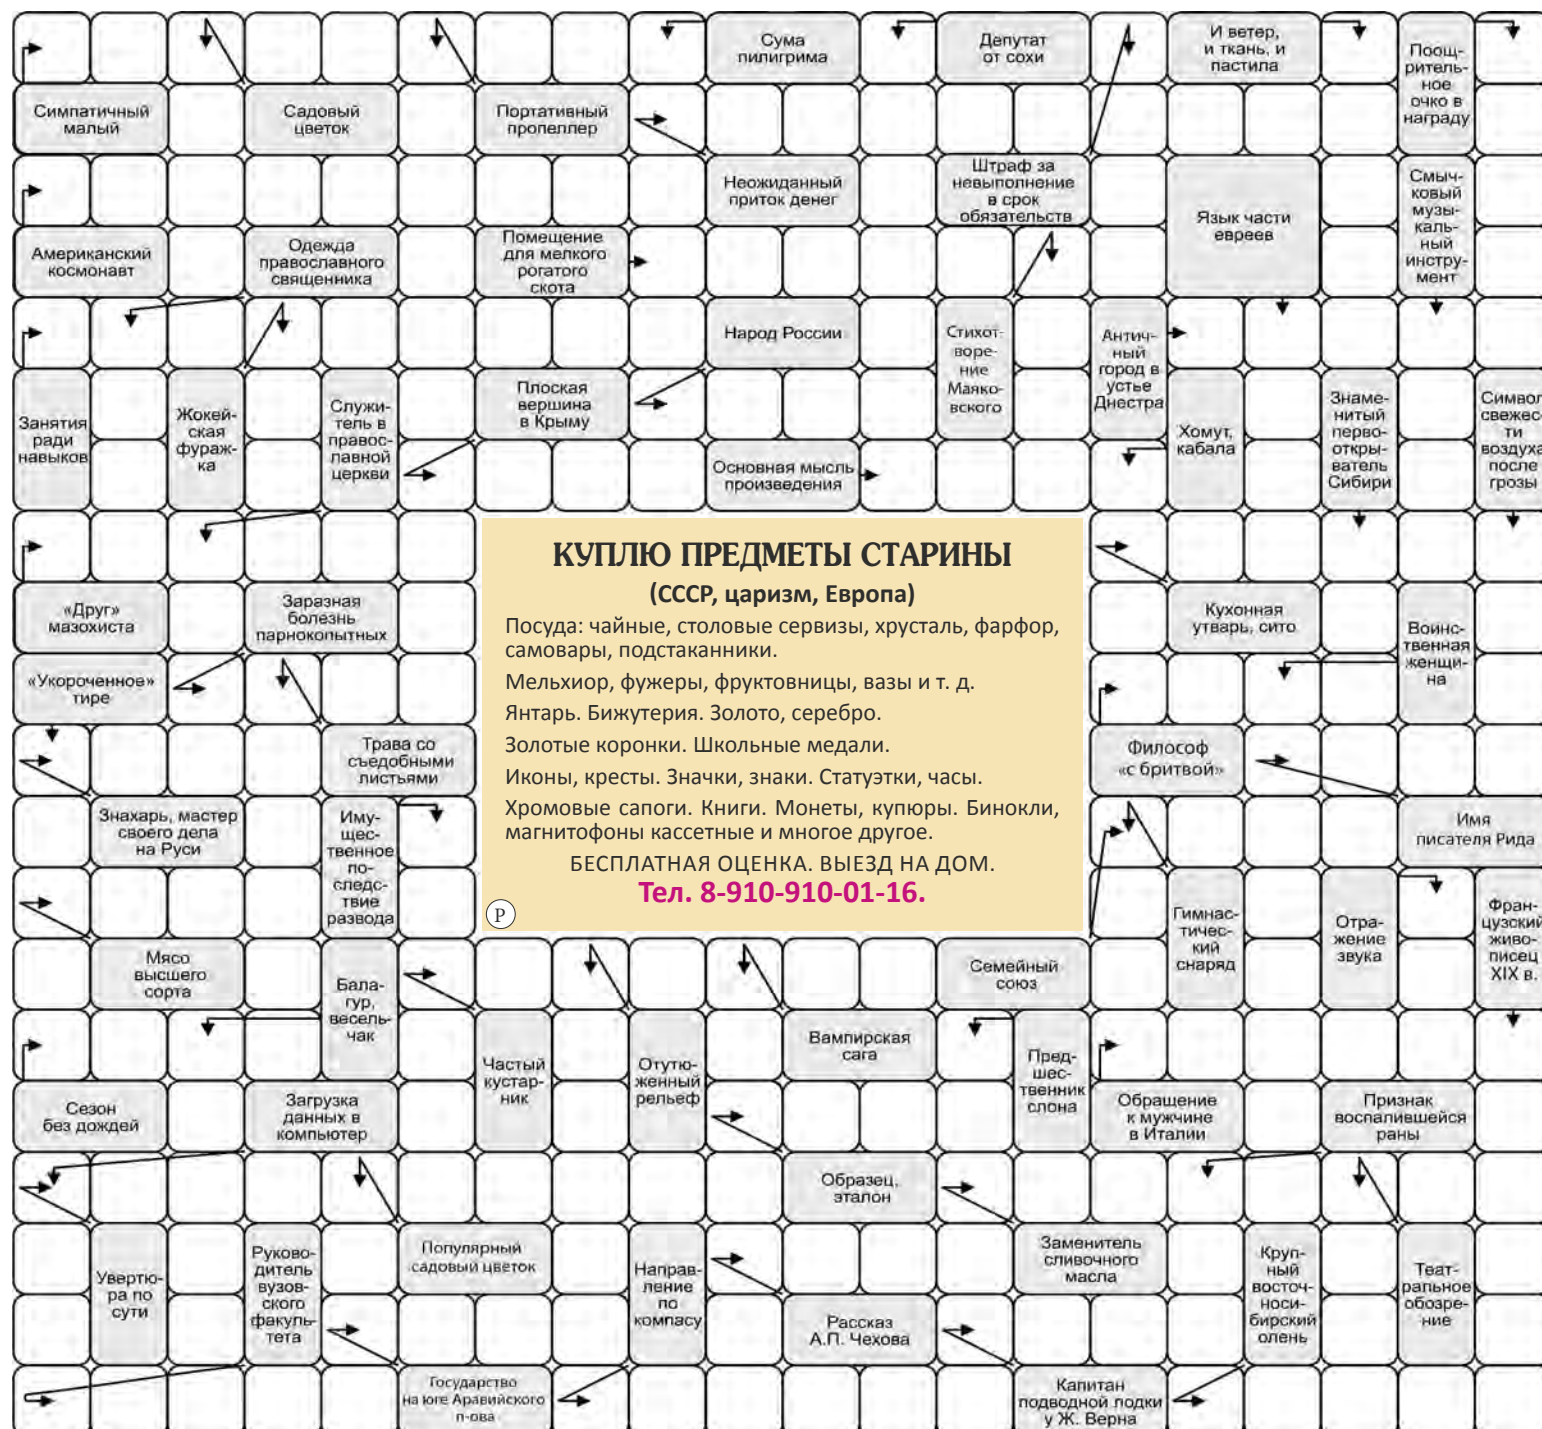 Сума
пилигрима
Депутат
от сохи
И ветер,
и ткань, и
пастила
Поощ-
ритель-
ное
очко в
награду
Симпатичный
малый
Садовый
цветок
Портативный
пропеллер
Неожиданный
приток денег
Штраф за
невыполнение
в срок
обязательств
Язык части
евреев
Смыч-
ковый
музы-
каль-
ный
инстру-
мент
Американский
космонавт
Одежда
православного
священника
Помещение
для мелкого
рогатого
скота
Народ России
Стихот-
воре-
ние
Маяко-
вского
Антич-
ный
город в
устье
Днестра
Занятия
ради
навыков
Жокей-
ская
фураж-
ка
Служи-
тель в
правос-
лавной
церкви
Плоская
вершина
в Крыму
Хомут,
кабала
Знаме-
нитый
перво-
откры-
ватель
Сибири
Символ
свежес-
ти
воздуха
после
грозы
Основная мысль
произведения
КУПЛЮ ПРЕДМЕТЫ СТАРИНЫ
(СССР, царизм, Европа)
Посуда: чайные, столовые сервизы, хрусталь, фарфор,
самовары, подстаканники.
Мельхиор, фужеры, фруктовницы, вазы и т. д.
Янтарь. Бижутерия. Золото, серебро.
Золотые коронки. Школьные медали.
Иконы, кресты. Значки, знаки. Статуэтки, часы.
Хромовые сапоги. Книги. Монеты, купюры. Бинокли,
магнитофоны кассетные и многое другое.
БЕСПЛАТНАЯ ОЦЕНКА. ВЫЕЗД НА ДОМ.
Тел. 8-910-910-01-16.
Р
«Друг»
мазохиста
Заразная
болезнь
парнокопытных
Кухонная
утварь, сито
Воинс-
твенная
женщи-
на
«Укороченное»
тире
Трава со
съедобными
листьями
Философ
«с бритвой»
Знахарь, мастер
своего дела
на Руси
Иму-
щес-
твенное
по-
следс-
твие
развода
Имя
писателя Рида
Гимнас-
тичес-
кий
снаряд
Отра-
жение
звука
Фран-
цузский
живо-
писец
XIX в.
Мясо
высшего
сорта
Бала-
гур,
весель-
чак
Семейный
союз
Частый
кустар-
ник
Отутю-
женный
рельеф
Вампирская
сага
Пред-
шес-
твенник
слона
Сезон
без дождей
Загрузка
данных в
компьютер
Обращение
к мужчине
в Италии
Признак
воспалившейся
раны
Образец,
эталон
Увертю-
ра по
сути
Руково-
дитель
вузов-
ского
факуль-
тета
Популярный
садовый цветок
Направ-
ление
по
компасу
Заменитель
сливочного
масла
Круп-
ный
восточ-
носи-
бирский
олень
Теат-
ральное
обозре-
ние
Рассказ
А.П. Чехова
Государство
на юге Аравийского
п-ова
Капитан
подводной лодки
у Ж. Верна